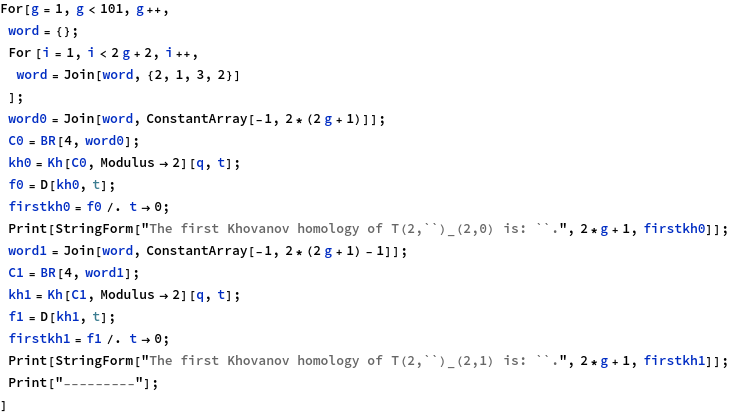 For[g = 1, g < 101, g++,
word = {};
For[i = 1, i < 2 g + 2, i++,
word = Join[word, {2, 1, 3, 2}]
];
word0 = Join[word, ConstantArray[-1, 2 * (2 g + 1)]];
C0 = BR[4, word0];
kh0 = Kh[C0, Modulus → 2][q, t];
f0 = D[kh0, t];
firstkh0 = f0 /. t → 0;
Print[StringForm["The first Khovanov homology of T(2,``)_(2,0) is: ``.", 2 * g + 1, firstkh0]];
word1 = Join[word, ConstantArray[-1, 2 * (2 g + 1) - 1]];
C1 = BR[4, word1];
kh1 = Kh[C1, Modulus → 2][q, t];
f1 = D[kh1, t];
firstkh1 = f1 /. t → 0;
Print[StringForm["The first Khovanov homology of T(2,``)_(2,1) is: ``.", 2 * g + 1, firstkh1]];
Print["---------"];
]